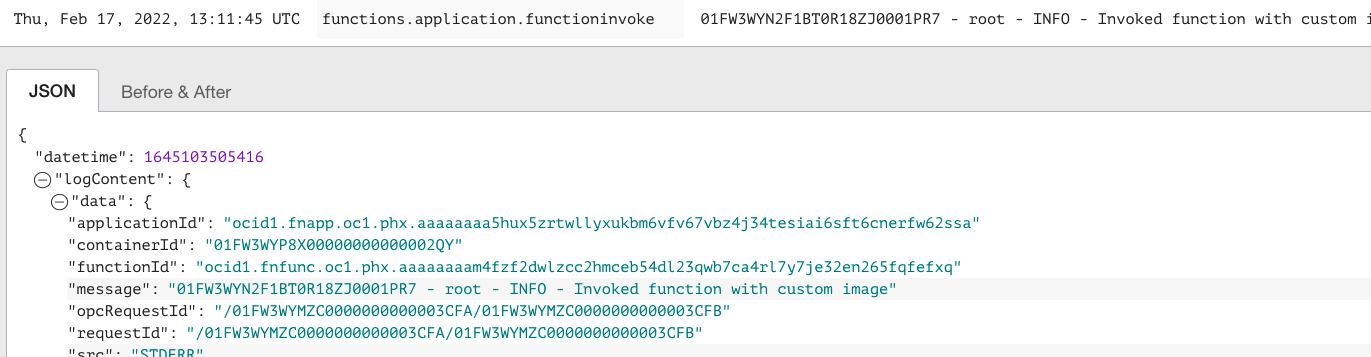 Thu, Feb 17, 2022, 13:11:45 UTC functions.application.functioninvoke 01FW3WYN2F1BT0R18ZJ0001PR7 - root - INFO - Invoked function with custom i
JSON Before & After
{
"datetime": 1645103505416
"logContent": {
"data": {
"applicationId": "ocid1.fnapp.oc1.phx.aaaaaaaa5hux5zrtwllyxukbm6vfv67vbz4j34tesiai6sft6cnerfw62ssa"
"containerId": "01FW3WYP8X00000000000002QY"
"functionId": "ocid1.fnfunc.oc1.phx.aaaaaaaam4fzf2dwlzcc2hmceb54dl23qwb7ca4rl7y7je32en265fqfefxq"
"message": "01FW3WYN2F1BT0R18ZJ0001PR7 - root - INFO - Invoked function with custom image"
"opcRequestId": "/01FW3WYMZC0000000000003CFA/01FW3WYMZC0000000000003CFB"
"requestId": "/01FW3WYMZC0000000000003CFA/01FW3WYMZC0000000000003CFB"
"src": "STDERR"